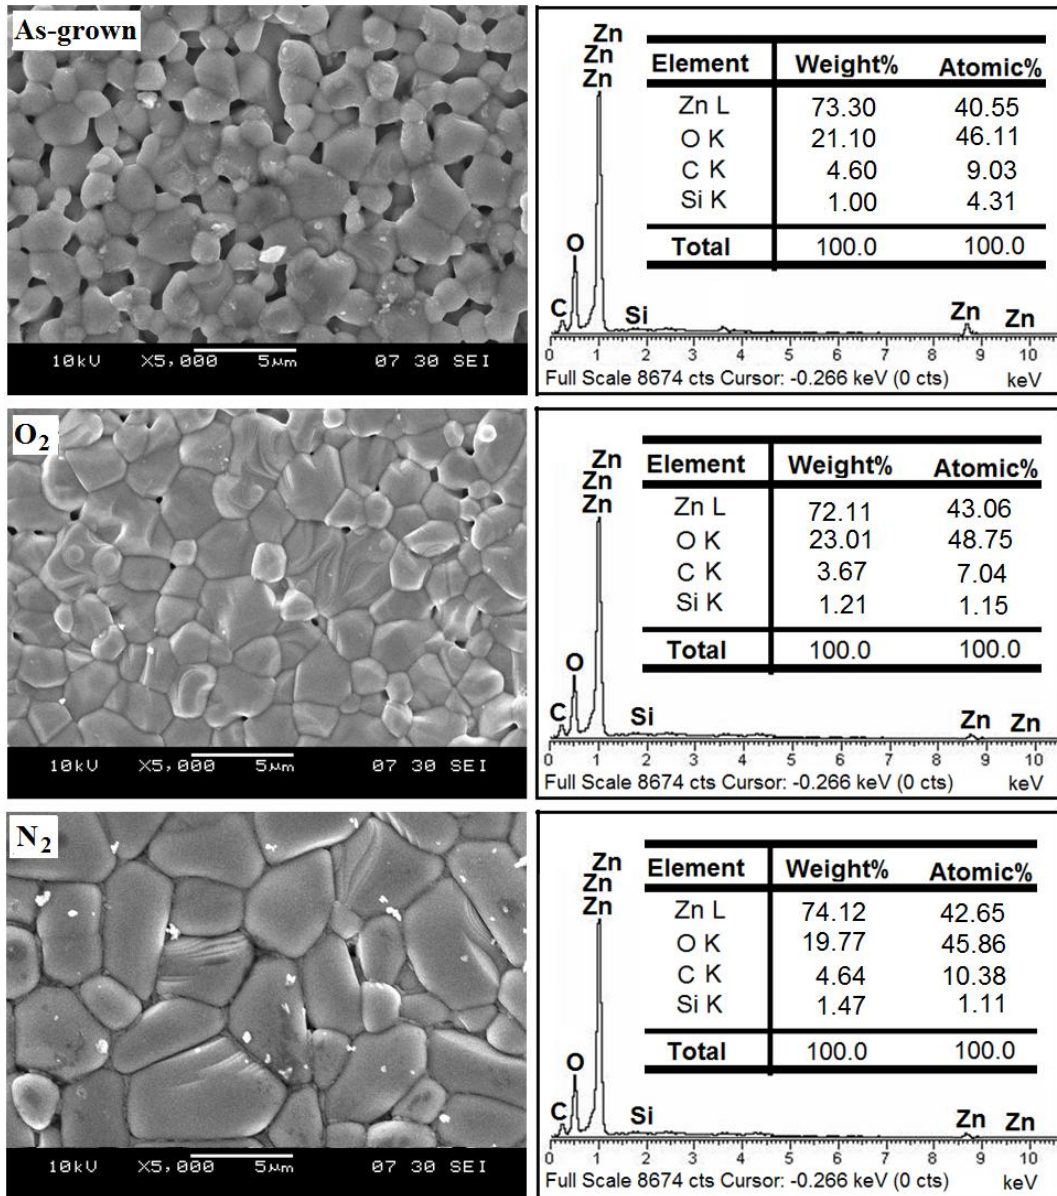 As-grown
10kV X5,000 5μm 07 30 SEI
Zn
Zn
Zn
Element Weight% Atomic%
Zn L 73.30 40.55
O K 21.10 46.11
C K 4.60 9.03
Si K 1.00 4.31
Total 100.0 100.0
O
C Si Zn Zn
0 1 2 3 4 5 6 7 8 9 10
Full Scale 8674 cts Cursor: -0.266 keV (0 cts) keV
O2
10kV X5,000 5μm 07 30 SEI
Zn
Zn
Zn
Element Weight% Atomic%
Zn L 72.11 43.06
O K 23.01 48.75
C K 3.67 7.04
Si K 1.21 1.15
Total 100.0 100.0
O
C Si Zn Zn
0 1 2 3 4 5 6 7 8 9 10
Full Scale 8674 cts Cursor: -0.266 keV (0 cts) keV
N2
10kV X5,000 5μm 07 30 SEI
Zn
Zn
Zn
Element Weight% Atomic%
Zn L 74.12 42.65
O K 19.77 45.86
C K 4.64 10.38
Si K 1.47 1.11
Total 100.0 100.0
O
C Si Zn Zn
0 1 2 3 4 5 6 7 8 9 10
Full Scale 8674 cts Cursor: -0.266 keV (0 cts) keV